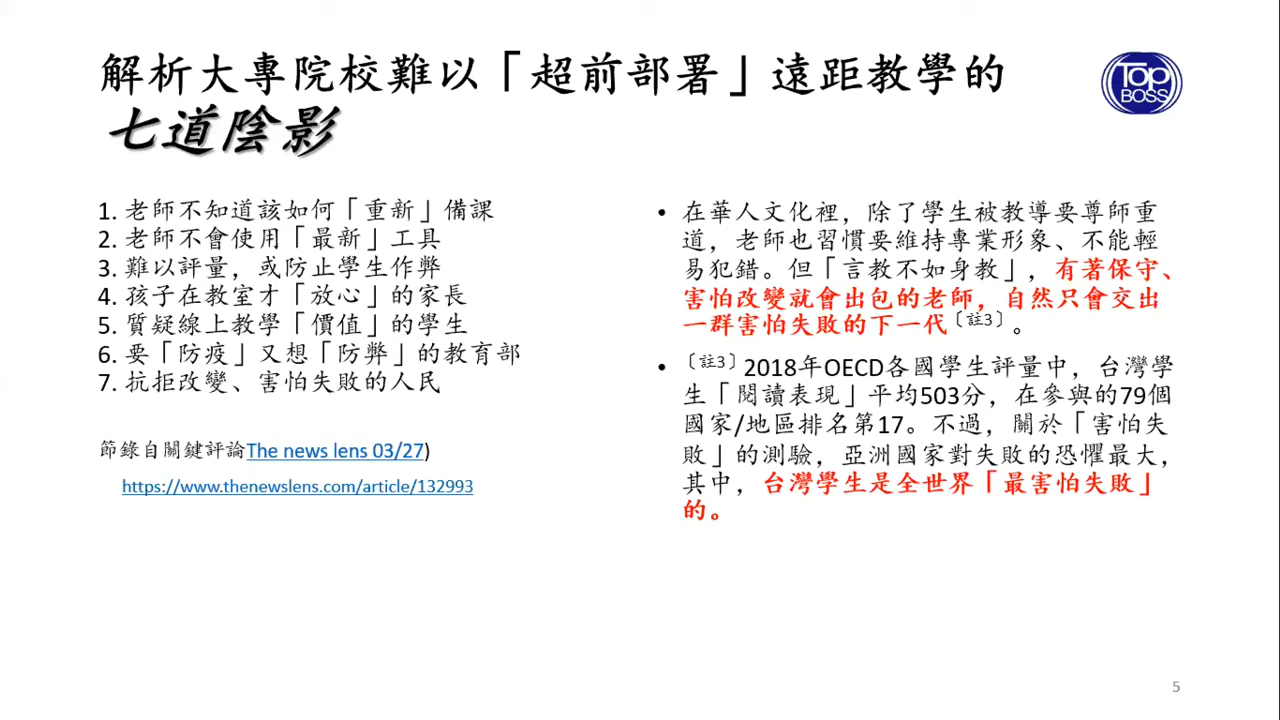 解析大專院校難以「超前部署」遠距教學的
七道陰影
Top
BOSS
1. 老師不知道該如何「重新」備課
2. 老師不會使用「最新」工具
3. 難以評量，或防止學生作弊
4. 孩子在教室才「放心」的家長
5. 質疑線上教學「價值」的學生
6. 要「防疫」又想「防弊」的教育部
7. 抗拒改變、害怕失敗的人民
節錄自關鍵評論The news lens 03/27)
https://www.thenewslens.com/article/132993
• 在華人文化裡，除了學生被教導要尊師重
道，老師也習慣要維持專業形象、不能輕
易犯錯。但「言教不如身教」，有著保守、
害怕改變就會出包的老師，自然只會交出
一群害怕失敗的下一代〔註3〕。
• 〔註3〕2018年OECD各國學生評量中，台灣學
生「閱讀表現」平均503分，在參與的79個
國家/地區排名第17。不過，關於「害怕失
敗」的測驗，亞洲國家對失敗的恐懼最大，
其中，台灣學生是全世界「最害怕失敗」
的。
5